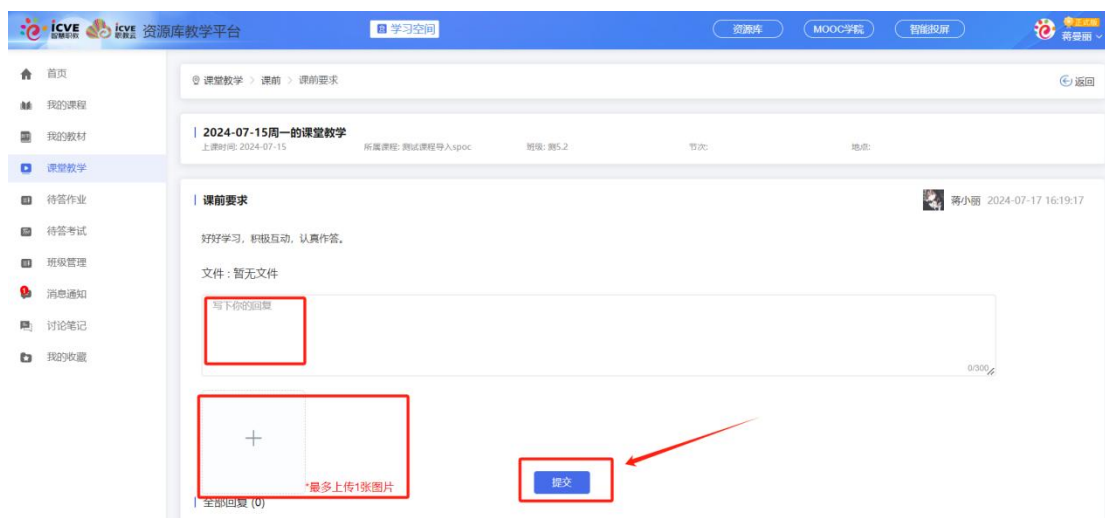 icve 智慧职教 icve 职教云 资源库教学平台 学习空间 资源库 MOOC学院 智能投屏 蒋曼丽
首页
我的课程
我的教材
课堂教学
待答作业
待答考试
班级管理
消息通知
讨论笔记
我的收藏
课堂教学 > 课前 > 课前要求 返回
2024-07-15周一的课堂教学
上课时间: 2024-07-15 所属课程: 测试课程导入spoc 班级: 测5.2 节次: 地点:
课前要求 蒋小丽 2024-07-17 16:19:17
好好学习，积极互动，认真作答。
文件 : 暂无文件
写下你的回复
0/300
*最多上传1张图片
提交
全部回复 (0)